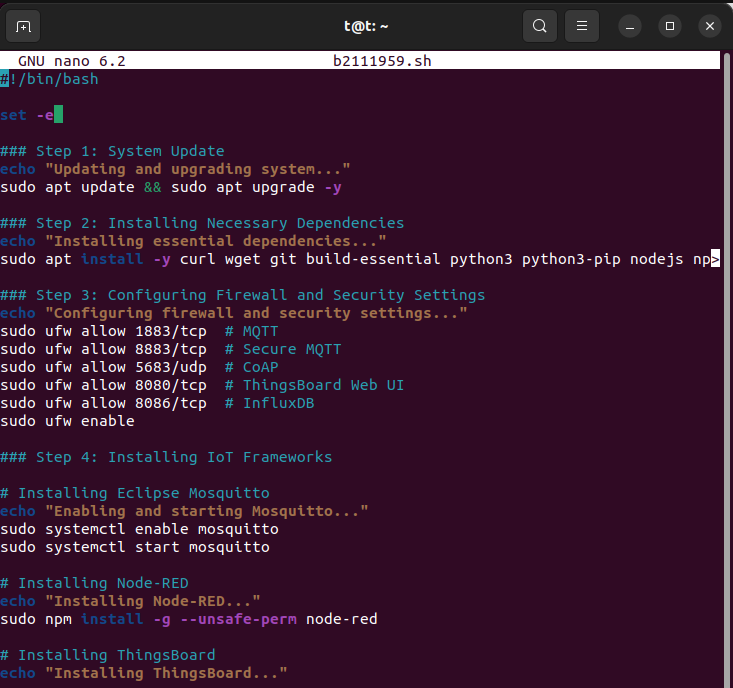 t@t: ~
GNU nano 6.2 b2111959.sh
#!/bin/bash
set -e
### Step 1: System Update
echo "Updating and upgrading system..."
sudo apt update && sudo apt upgrade -y
### Step 2: Installing Necessary Dependencies
echo "Installing essential dependencies..."
sudo apt install -y curl wget git build-essential python3 python3-pip nodejs np>
### Step 3: Configuring Firewall and Security Settings
echo "Configuring firewall and security settings..."
sudo ufw allow 1883/tcp  # MQTT
sudo ufw allow 8883/tcp  # Secure MQTT
sudo ufw allow 5683/udp  # CoAP
sudo ufw allow 8080/tcp  # ThingsBoard Web UI
sudo ufw allow 8086/tcp  # InfluxDB
sudo ufw enable
### Step 4: Installing IoT Frameworks
# Installing Eclipse Mosquitto
echo "Enabling and starting Mosquitto..."
sudo systemctl enable mosquitto
sudo systemctl start mosquitto
# Installing Node-RED
echo "Installing Node-RED..."
sudo npm install -g --unsafe-perm node-red
# Installing ThingsBoard
echo "Installing ThingsBoard..."